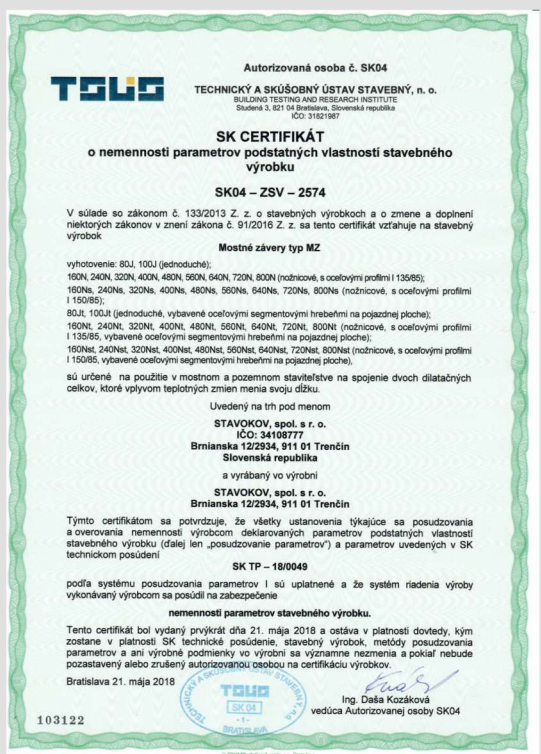 Autorizovaná osoba č. SK04
TSUS
TECHNICKÝ A SKÚŠOBNÝ ÚSTAV STAVEBNÝ, n. o.
BUILDING TESTING AND RESEARCH INSTITUTE
Studená 3, 821 04 Bratislava, Slovenská republika
IČO: 31821987
SK CERTIFIKÁT
o nemennosti parametrov podstatných vlastností stavebného
výrobku
SK04 – ZSV – 2574
V súlade so zákonom č. 133/2013 Z. z. o stavebných výrobkoch a o zmene a doplnení
niektorých zákonov v znení zákona č. 91/2016 Z. z. sa tento certifikát vzťahuje na stavebný
výrobok
Mostné závery typ MZ
vyhotovenie: 80J, 100J (jednoduché);
160N, 240N, 320N, 400N, 480N, 560N, 640N, 720N, 800N (nožnicové, s oceľovými profilmi I 135/85);
160Ns, 240Ns, 320Ns, 400Ns, 480Ns, 560Ns, 640Ns, 720Ns, 800Ns (nožnicové, s oceľovými profilmi
I 150/85);
80Jt, 100Jt (jednoduché, vybavené oceľovými segmentovými hrebeňmi na pojazdnej ploche);
160Nt, 240Nt, 320Nt, 400Nt, 480Nt, 560Nt, 640Nt, 720Nt, 800Nt (nožnicové, s oceľovými profilmi
I 135/85, vybavené oceľovými segmentovými hrebeňmi na pojazdnej ploche);
160Nst, 240Nst, 320Nst, 400Nst, 480Nst, 560Nst, 640Nst, 720Nst, 800Nst (nožnicové, s oceľovými profilmi
I 150/85, vybavené oceľovými segmentovými hrebeňmi na pojazdnej ploche),
sú určené na použitie v mostnom a pozemnom staviteľstve na spojenie dvoch dilatačných
celkov, ktoré vplyvom teplotných zmien menia svoju dĺžku.
Uvedený na trh pod menom
STAVOKOV, spol. s r. o.
IČO: 34108777
Brnianska 12/2934, 911 01 Trenčín
Slovenská republika
a vyrábaný vo výrobni
STAVOKOV, spol. s r. o.
Brnianska 12/2934, 911 01 Trenčín
Týmto certifikátom sa potvrdzuje, že všetky ustanovenia týkajúce sa posudzovania
a overovania nemennosti výrobcom deklarovaných parametrov podstatných vlastností
stavebného výrobku (ďalej len „posudzovanie parametrov“) a parametrov uvedených v SK
technickom posúdení
SK TP – 18/0049
podľa systému posudzovania parametrov I sú uplatnené a že systém riadenia výroby
vykonávaný výrobcom sa posúdil na zabezpečenie
nemennosti parametrov stavebného výrobku.
Tento certifikát bol vydaný prvýkrát dňa 21. mája 2018 a ostáva v platnosti dovtedy, kým
zostane v platnosti SK technické posúdenie, stavebný výrobok, metódy posudzovania
parametrov a ani výrobné podmienky vo výrobni sa významne nezmenia a pokiaľ nebude
pozastavený alebo zrušený autorizovanou osobou na certifikáciu výrobkov.
Bratislava 21. mája 2018
TECHNICKÝ A SKÚŠOBNÝ ÚSTAV STAVEBNÝ, n.o.
TSUS
SK 04
- 8 -
BRATISLAVA
Ing. Daša Kozáková
vedúca Autorizovanej osoby SK04
103122